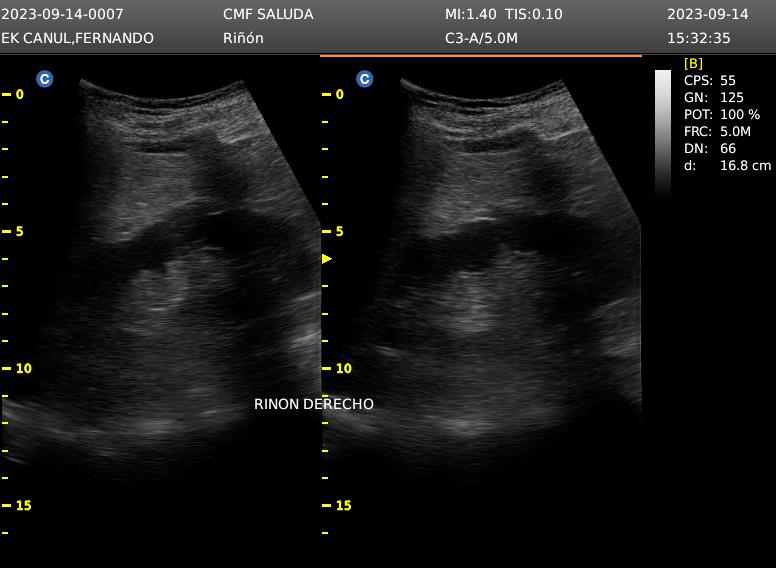 2023-09-14-0007 CMF SALUDA MI:1.40 TIS:0.10 2023-09-14
EK CANUL,FERNANDO Riñón C3-A/5.0M 15:32:35
[B]
CPS: 55
GN: 125
POT: 100 %
FRC: 5.0M
DN: 66
d: 16.8 cm
C C
0 0
5 5
10 10
RINON DERECHO
15 15